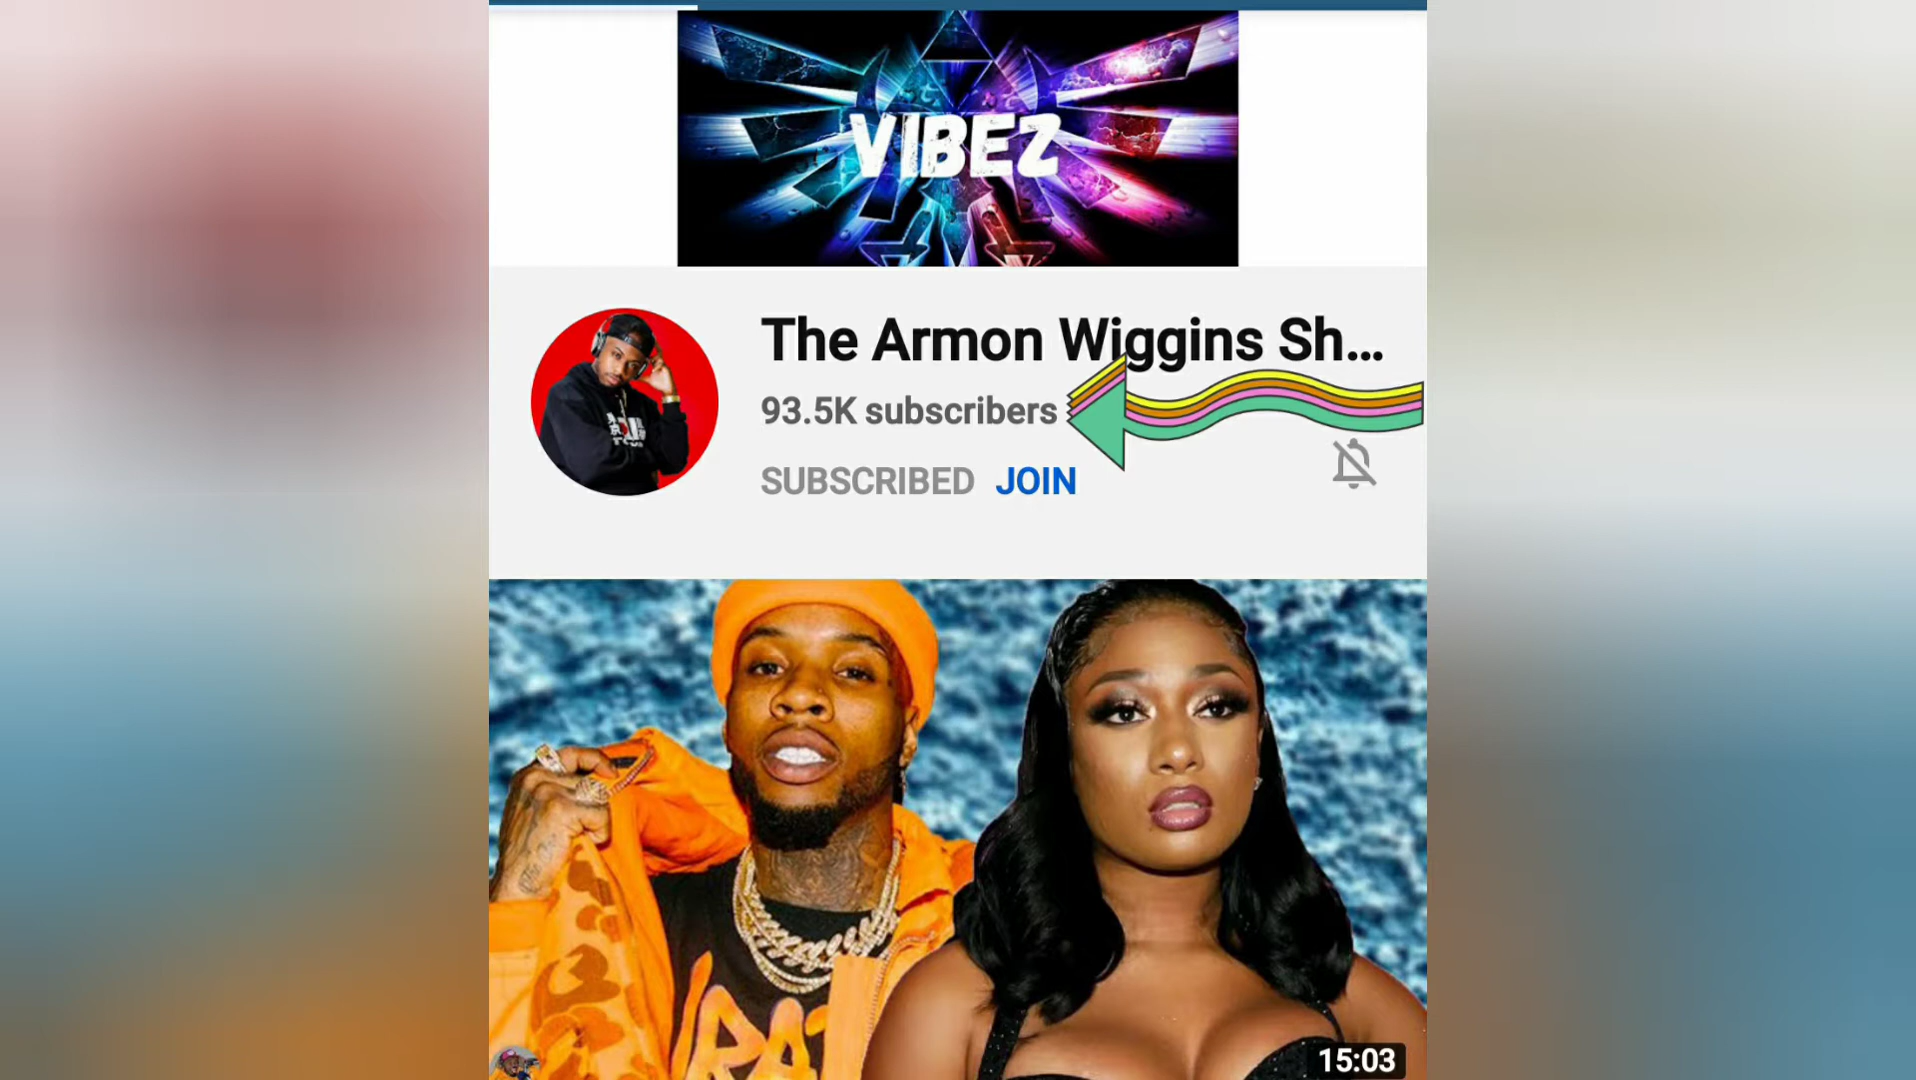 VIBEZ
The Armon Wiggins Sh...
93.5K subscribers
SUBSCRIBED JOIN
15:03